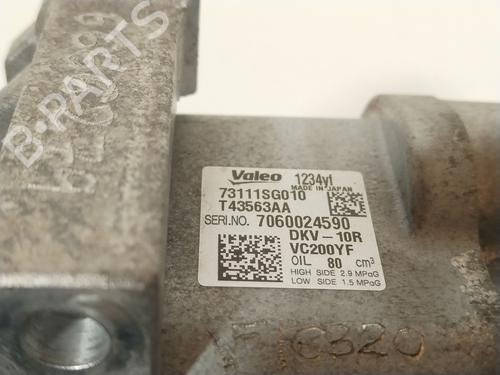 B-PARTS
Valeo 1234yf
MADE IN JAPAN
73111SG010
T43563AA
SERI.NO. 7060024590
DKV-10R
VC200YF
OIL 80 cm³
HIGH SIDE 2.9 MPaG
LOW SIDE 1.5 MPaG